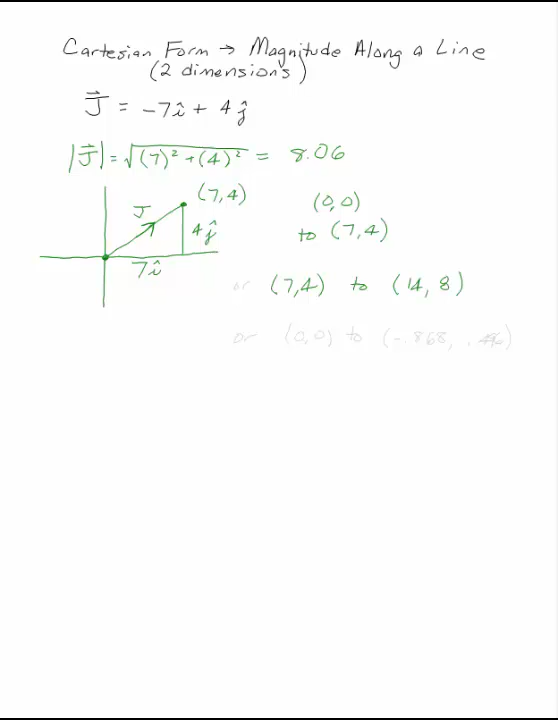 Cartesian Form → Magnitude Along a Line
(2 dimensions)
J⃗ = -7î + 4ĵ
|J⃗| = √(7)² + (4)² = 8.06
(7,4)
J
4ĵ
7î
(0,0)
to (7,4)
or (7,4) to (14, 8)
or (0,0) to (-.868,